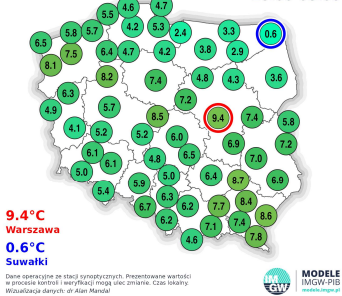 4.6 4.7
5.5
5.8 5.7 4.2 5.3 2.4 3.3 0.6
6.5
7.5 6.4 4.7 4.2 3.8 2.9
8.1
8.2 7.4 4.8 4.3 3.6
6.3
4.9 5.7 7.2
8.5 9.4 7.4 5.8
4.1 5.2 5.2 6.0
6.9 7.2
6.1 6.5
6.1 4.8 7.0
5.0 5.0 6.4
5.9 8.7 6.9
5.4
6.3
6.7 6.2 7.7 8.4
6.2 7.4 8.6
7.1
4.6 7.8
9.4°C
Warszawa
0.6°C
Suwałki
Dane operacyjne ze stacji synoptycznych. Prezentowane wartości
w procesie kontroli i weryfikacji mogą ulec zmianie. Czas lokalny.
Wizualizacja danych: dr Alan Mandal
IM
GW
MODELE
IMGW-PIB
modele.imgw.pl